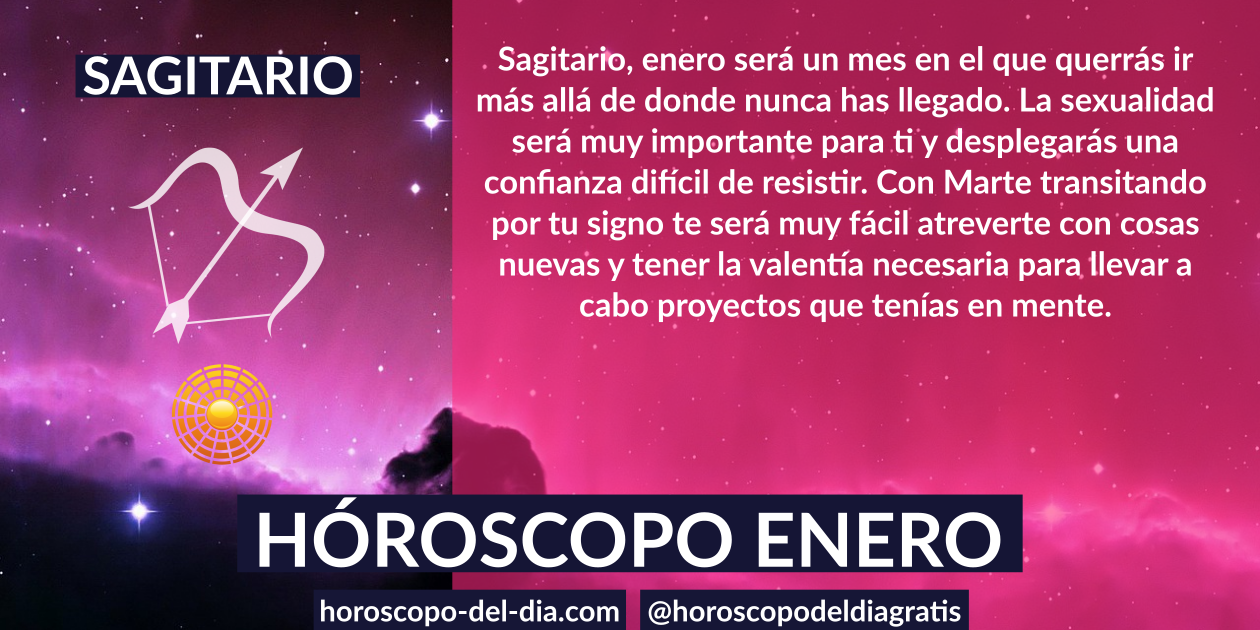 SAGITARIO
Sagitario, enero será un mes en el que querrás ir
más allá de donde nunca has llegado. La sexualidad
será muy importante para ti y desplegarás una
confianza difícil de resistir. Con Marte transitando
por tu signo te será muy fácil atreverte con cosas
nuevas y tener la valentía necesaria para llevar a
cabo proyectos que tenías en mente.
HÓROSCOPO ENERO
horoscopo-del-dia.com
@horoscopodeldiagratis